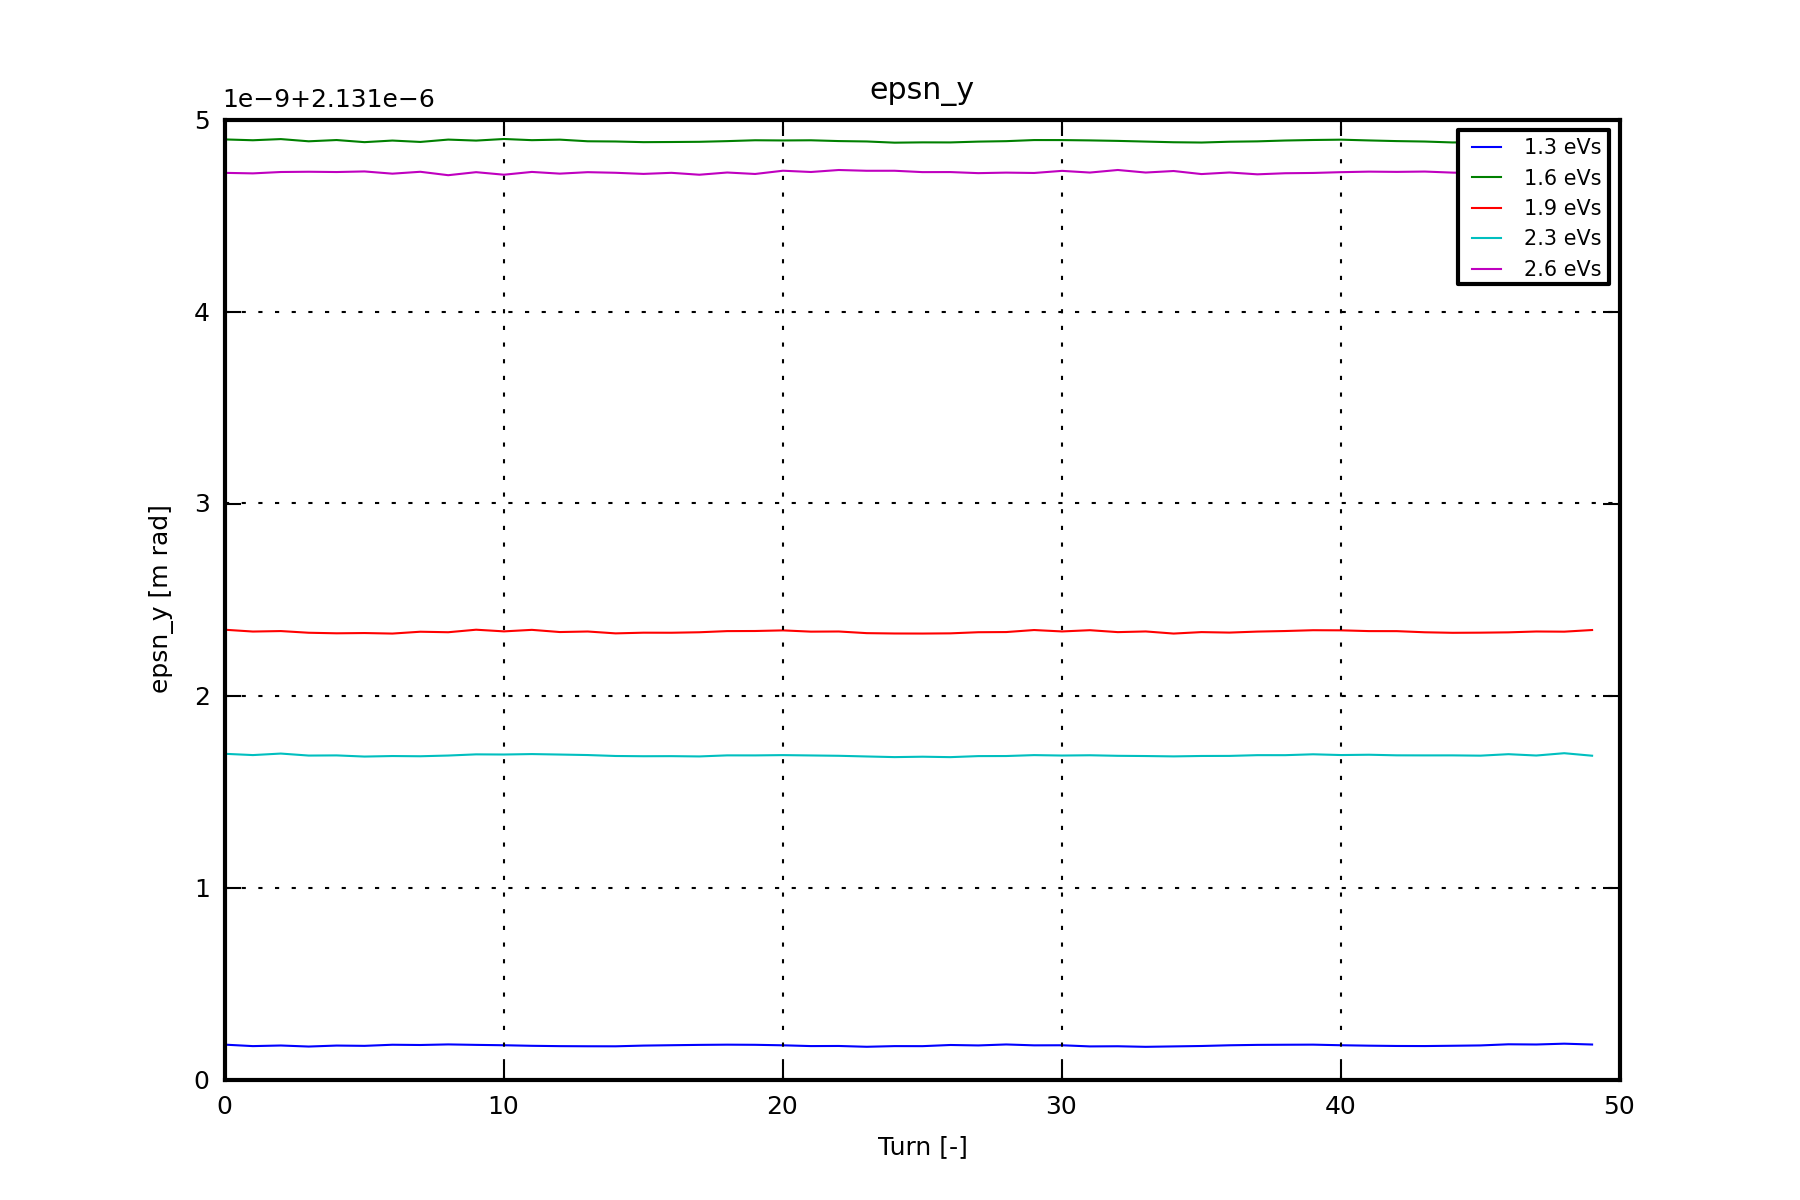 epsn_y
1e−9+2.131e−6
5
4
3
2
1
0
epsn_y [m rad]
0 10 20 30 40 50
Turn [-]
1.3 eVs
1.6 eVs
1.9 eVs
2.3 eVs
2.6 eVs